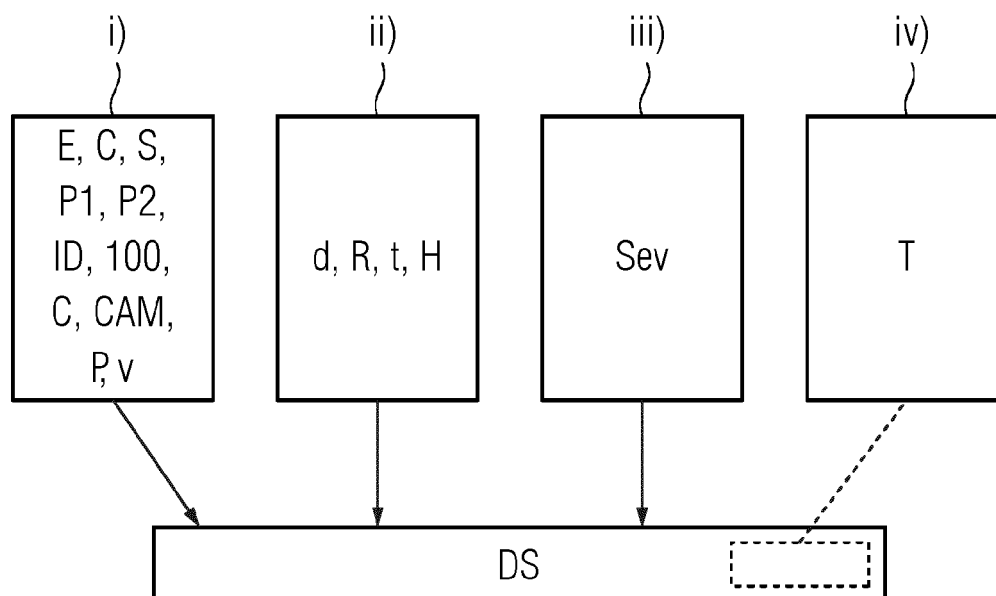 i)
ii)
iii)
iv)
E, C, S,
P1, P2,
ID, 100,
C, CAM,
P, v
d, R, t, H
Sev
T
DS